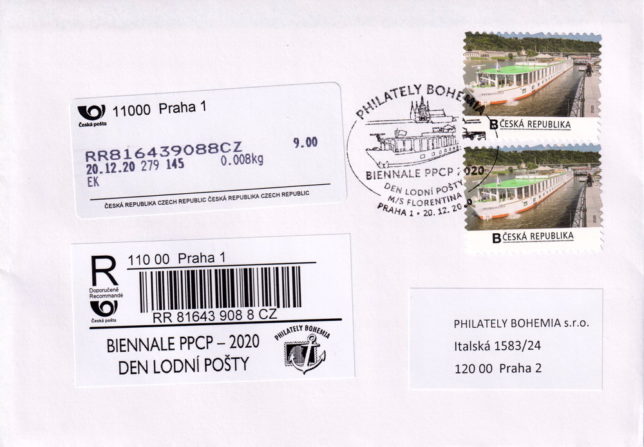 11000 Praha 1
Česká pošta
RR816439088CZ 9.00
20.12.20 279 145 0.008kg
EK
ČESKÁ REPUBLIKA CZECH REPUBLIC ČESKÁ REPUBLIKA CZECH REPUBLIC
PHILATELY BOHEMIA
BIENNALE PPCP 2020
DEN LODNÍ POŠTY
M/S FLORENTINA
PRAHA 1 • 20. 12. 2020
B ČESKÁ REPUBLIKA
B ČESKÁ REPUBLIKA
R 110 00 Praha 1
Doporučeně
Recommandé
Česká pošta
RR 81643 908 8 CZ
BIENNALE PPCP – 2020
DEN LODNÍ POŠTY
PHILATELY BOHEMIA
PHILATELY BOHEMIA s.r.o.
Italská 1583/24
120 00 Praha 2